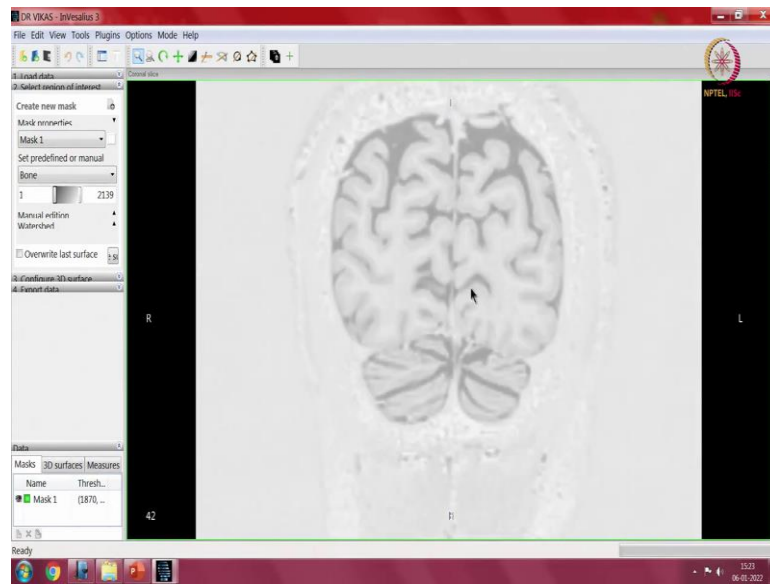 DR VIKAS - InVesalius 3
File Edit View Tools Plugins Options Mode Help
1. Load data
Coronal slice
2. Select region of interest
NPTEL, IISc
Create new mask
Mask properties
Mask 1
Set predefined or manual
Bone
1 2139
Manual edition
Watershed
Overwrite last surface
3. Configure 3D surface
4. Export data
R
L
Data
Masks 3D surfaces Measures
Name Thresh...
Mask 1 (1870, ...
42
Ready
15:23
06-01-2022